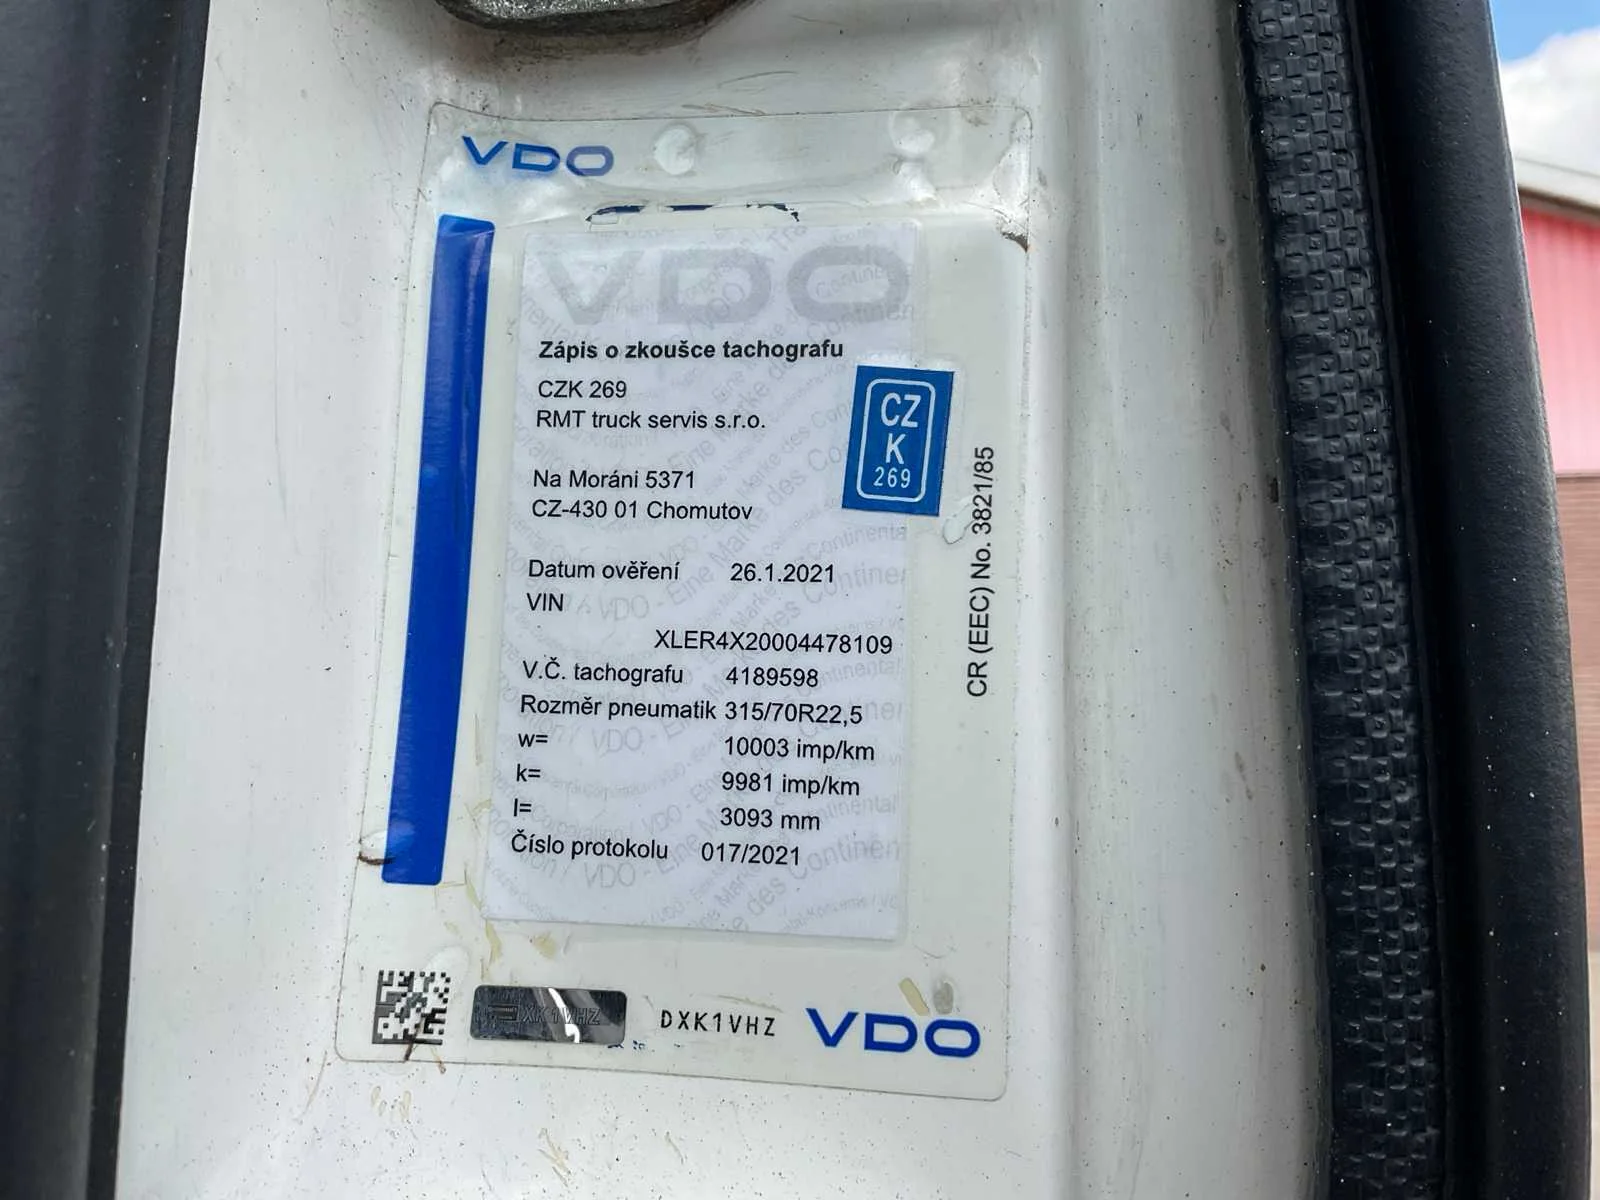 VDO
VDO
Zápis o zkoušce tachografu
CZK 269
RMT truck servis s.r.o.
Na Moráni 5371
CZ-430 01 Chomutov
CZ
K
269
CR (EEC) No. 3821/85
Datum ověření 26.1.2021
VIN
XLER4X20004478109
V.Č. tachografu 4189598
Rozměr pneumatik 315/70R22,5
w= 10003 imp/km
k= 9981 imp/km
l= 3093 mm
Číslo protokolu 017/2021
DXK1VHZ
VDO